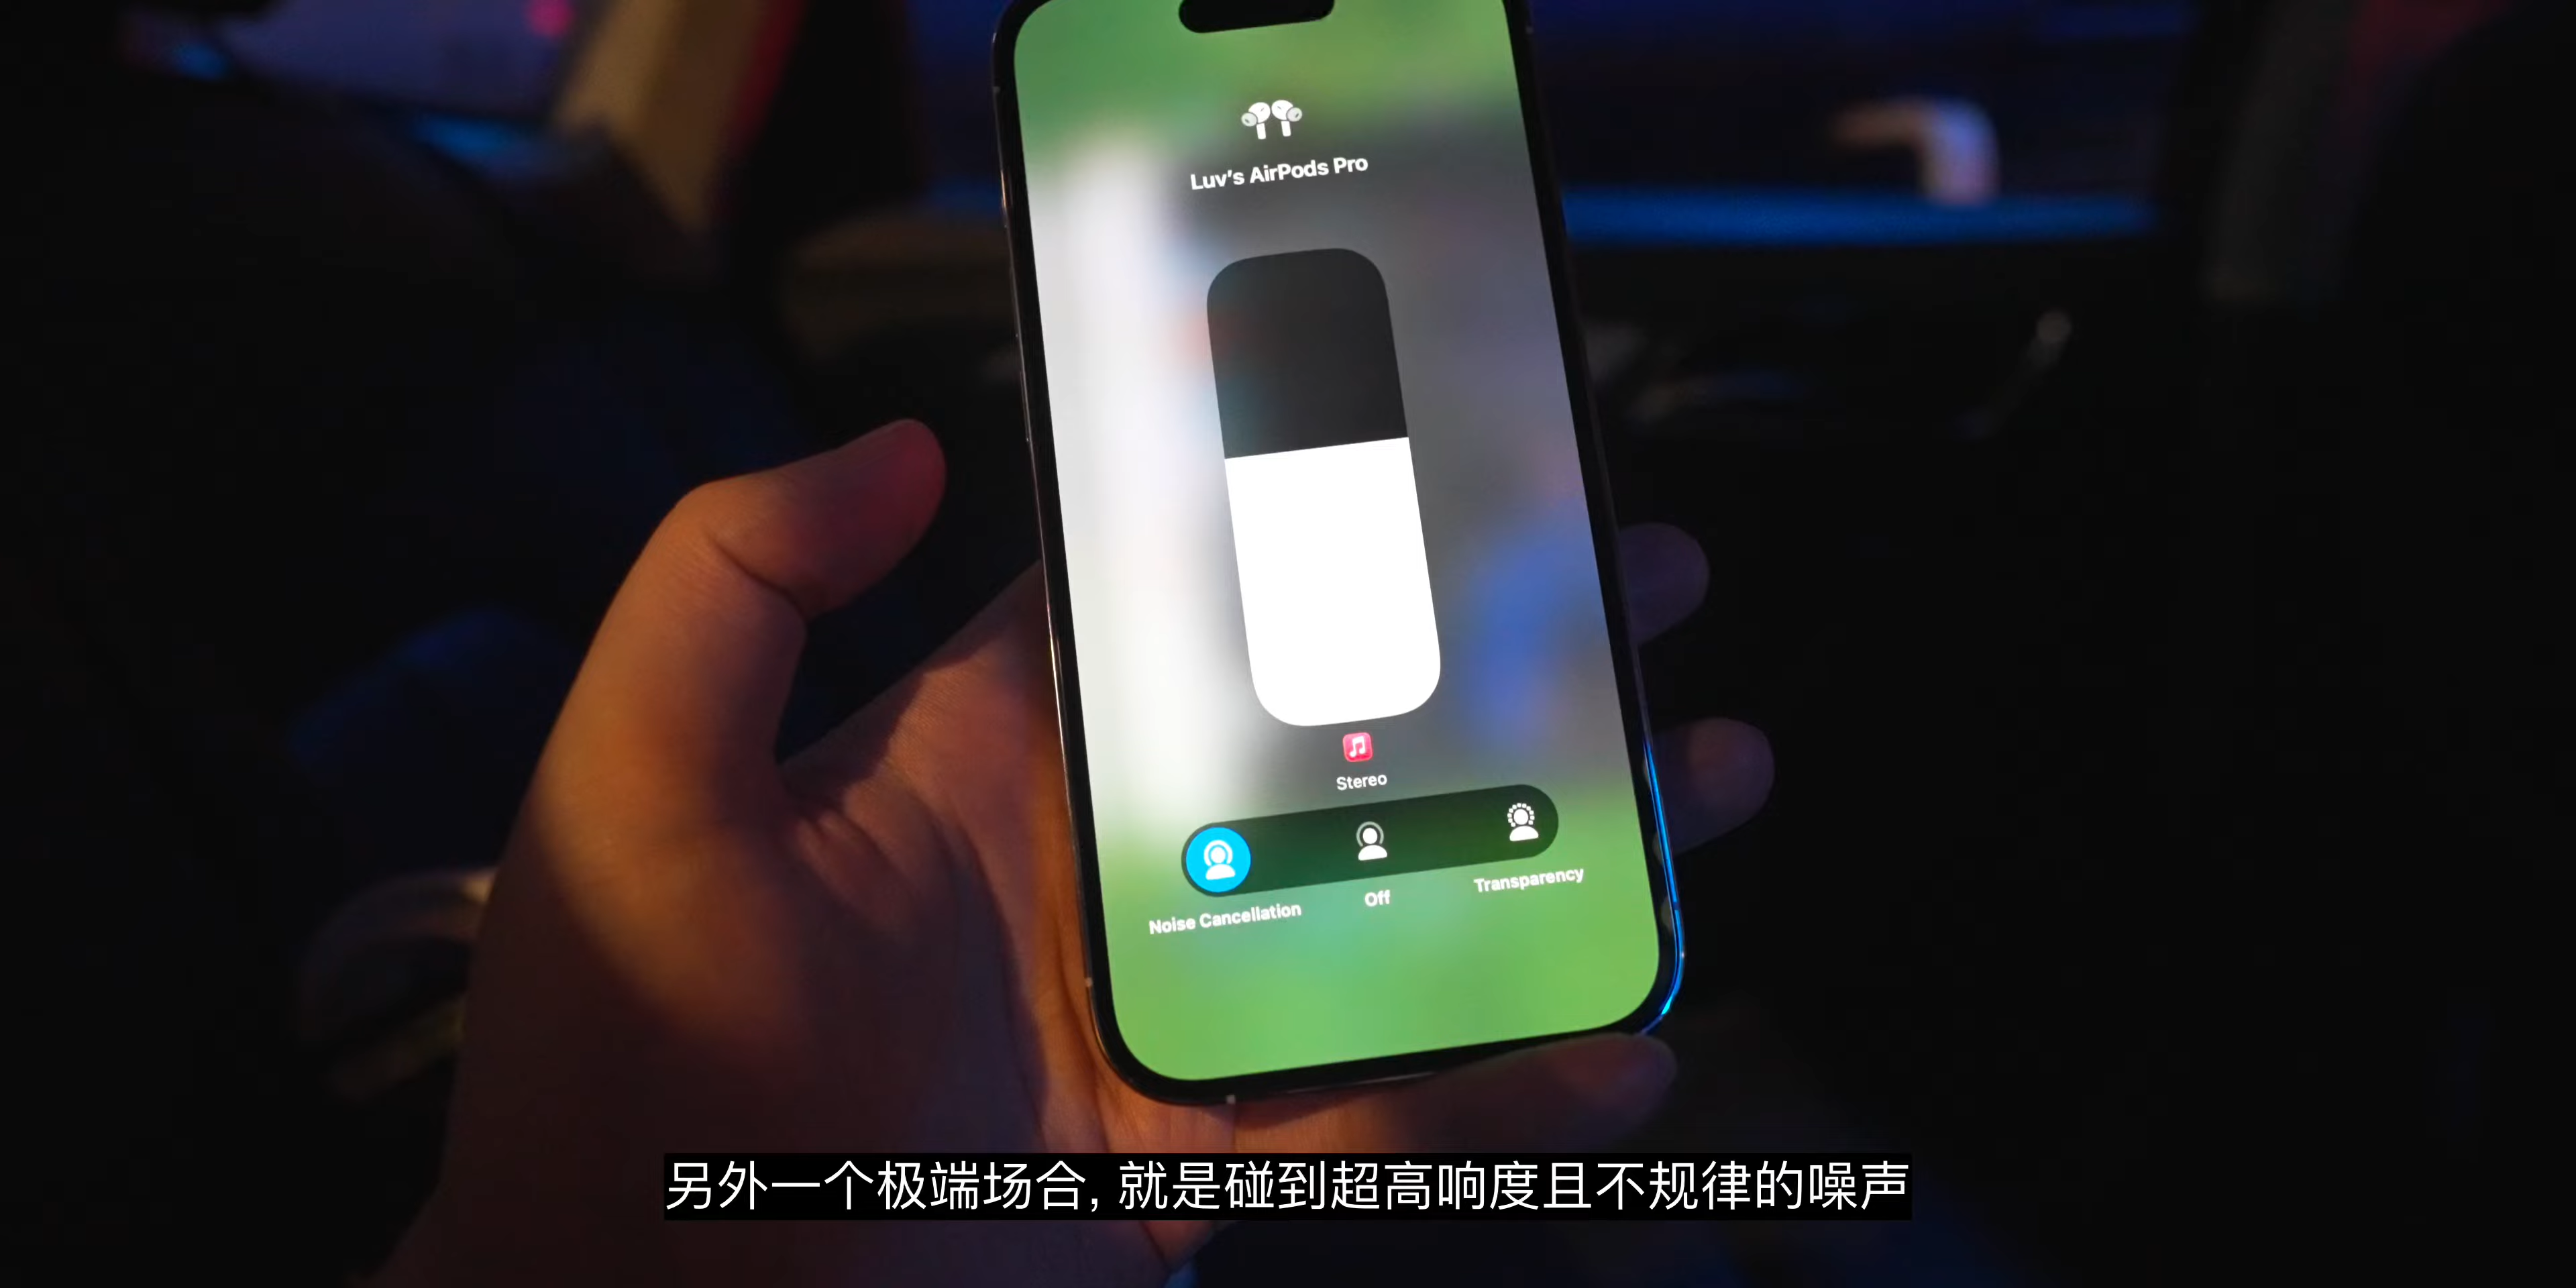 Luv's AirPods Pro
Stereo
Noise Cancellation
Off
Transparency
另外一个极端场合, 就是碰到超高响度且不规律的噪声